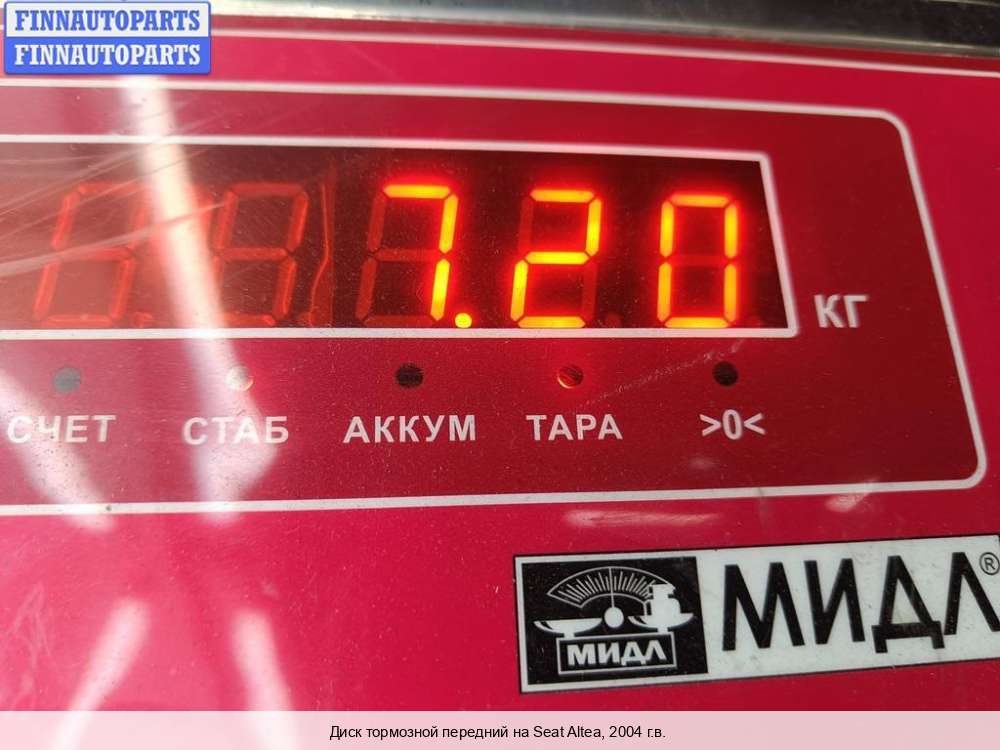 FINNAUTOPARTS
FINNAUTOPARTS
7.20 КГ
СЧЕТ СТАБ АККУМ ТАРА >0<
МИДЛ МИДЛ®
Диск тормозной передний на Seat Altea, 2004 г.в.